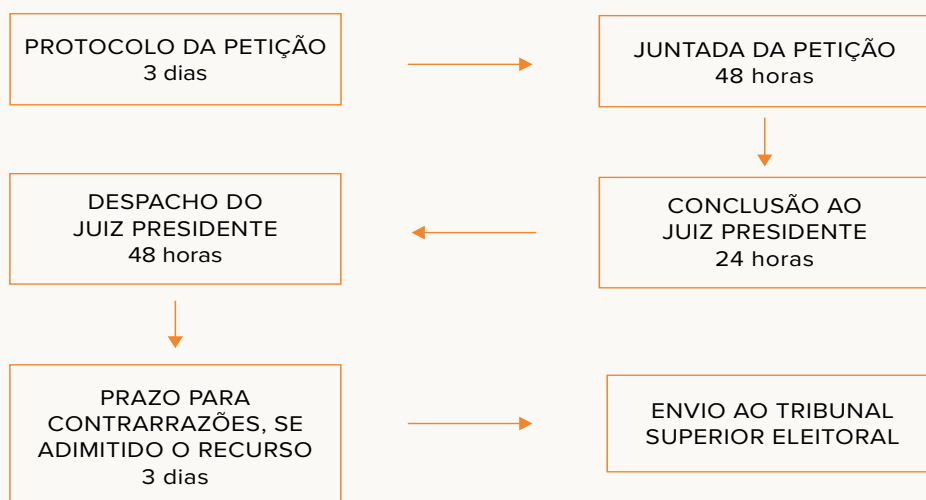 PROTOCOLO DA PETIÇÃO
3 dias
JUNTADA DA PETIÇÃO
48 horas
CONCLUSÃO AO
JUIZ PRESIDENTE
24 horas
DESPACHO DO
JUIZ PRESIDENTE
48 horas
PRAZO PARA
CONTRARRAZÕES, SE
ADIMITIDO O RECURSO
3 dias
ENVIO AO TRIBUNAL
SUPERIOR ELEITORAL